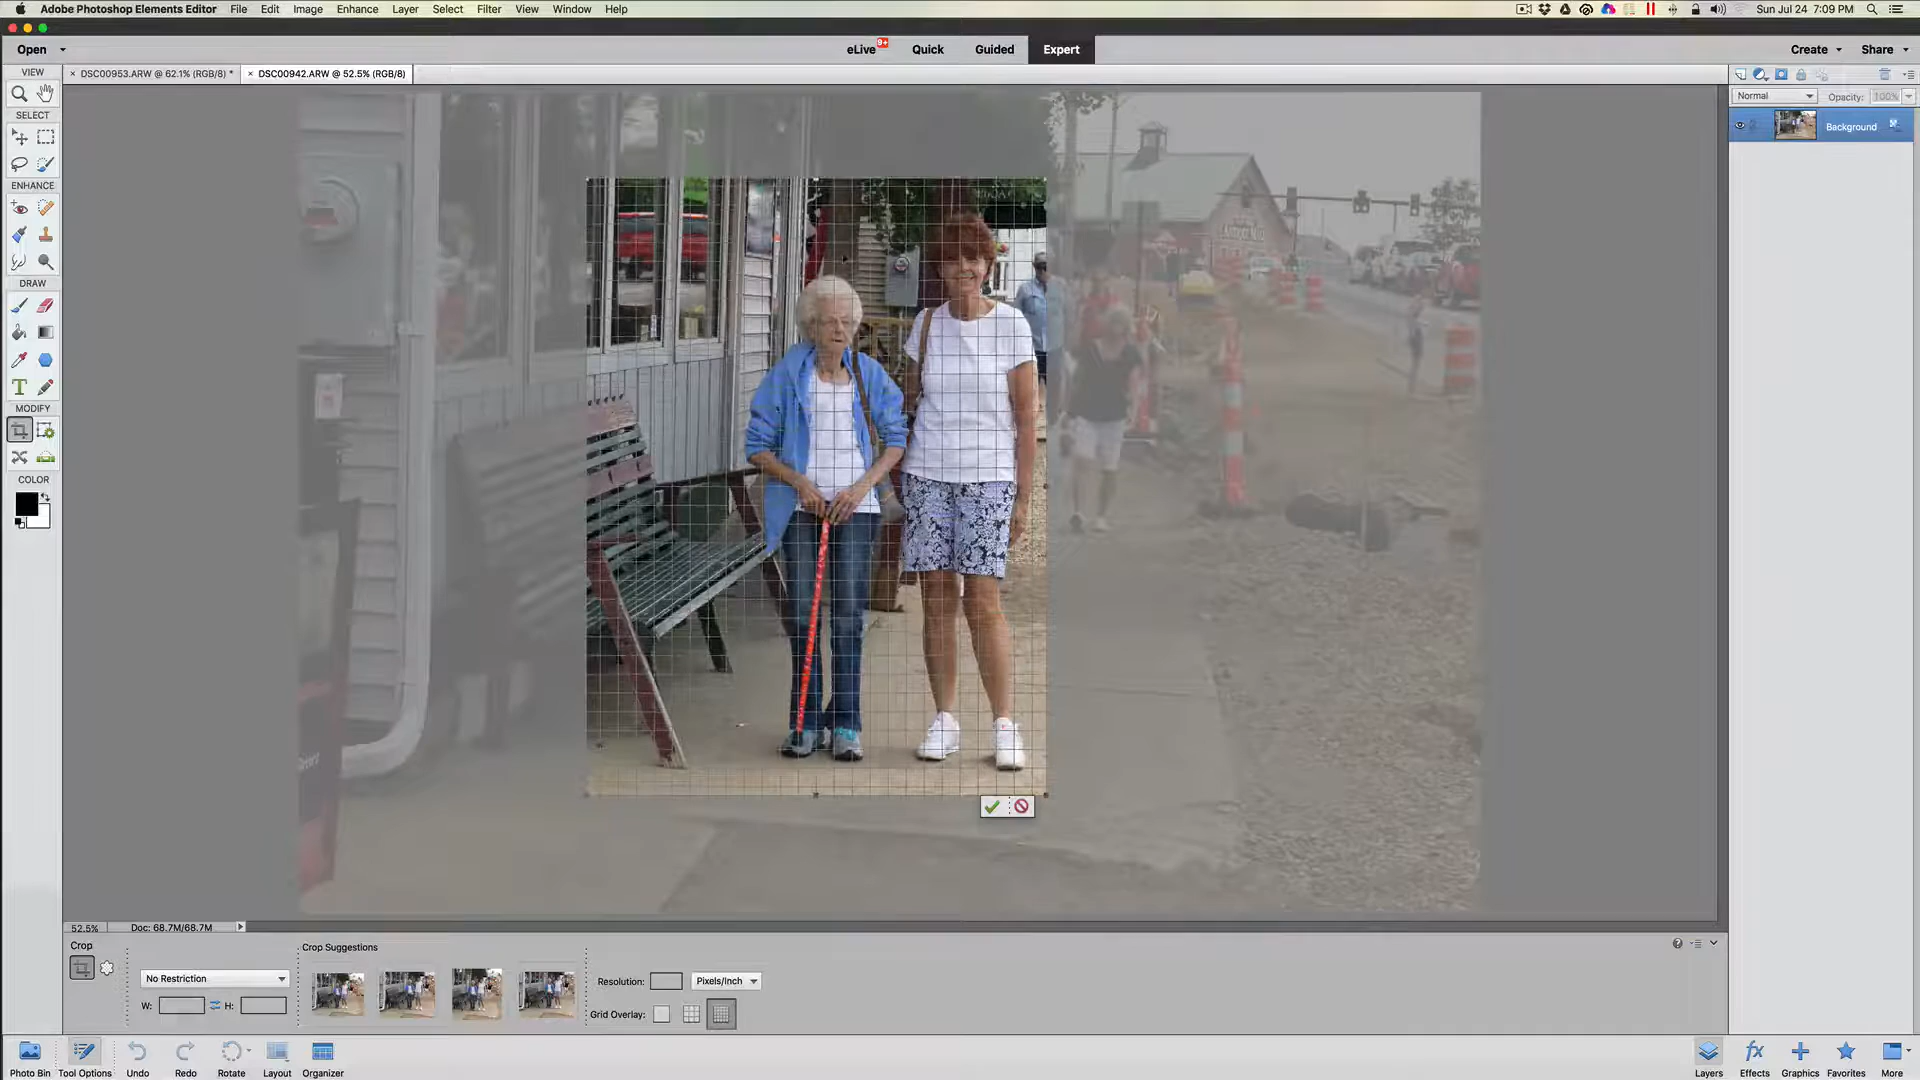 Adobe Photoshop Elements Editor File Edit Image Enhance Layer Select Filter View Window Help Sun Jul 24 7:09 PM
Open eLive 9+ Quick Guided Expert Create Share
VIEW × DSC00953.ARW @ 62.1% (RGB/8) * × DSC00942.ARW @ 52.5% (RGB/8)
Normal Opacity: 100%
SELECT
Background
ENHANCE
DRAW
T
MODIFY
COLOR
52.5% Doc: 68.7M/68.7M
Crop Crop Suggestions
No Restriction Resolution: Pixels/Inch
W: H: Grid Overlay:
Photo Bin Tool Options Undo Redo Rotate Layout Organizer Layers fx Effects Graphics Favorites More